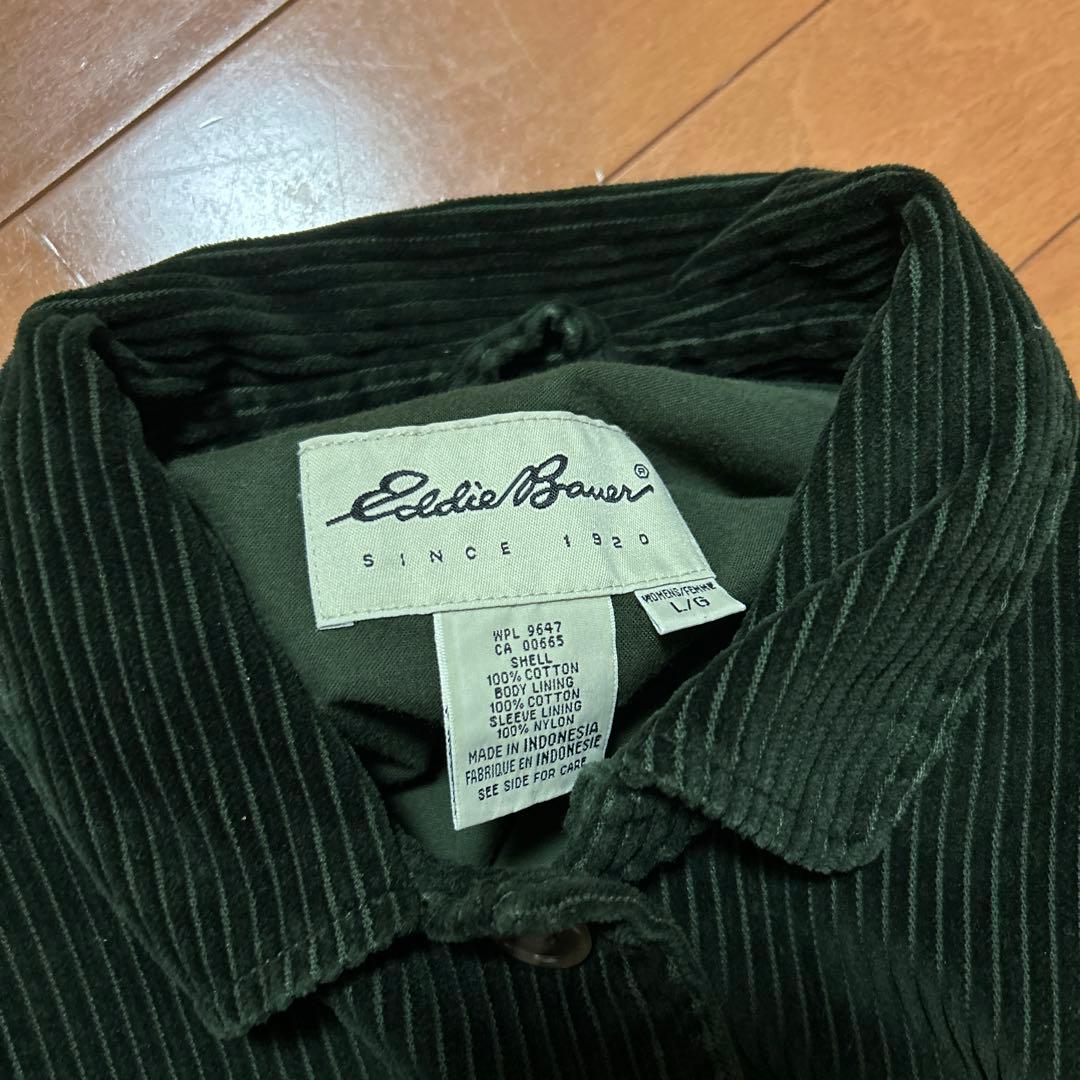 Eddie Bauer®
SINCE 1920
WOMENS/FEMME
L/G
WPL 9647
CA 00665
SHELL
100% COTTON
BODY LINING
100% COTTON
SLEEVE LINING
100% NYLON
MADE IN INDONESIA
FABRIQUE EN INDONESIE
SEE SIDE FOR CARE